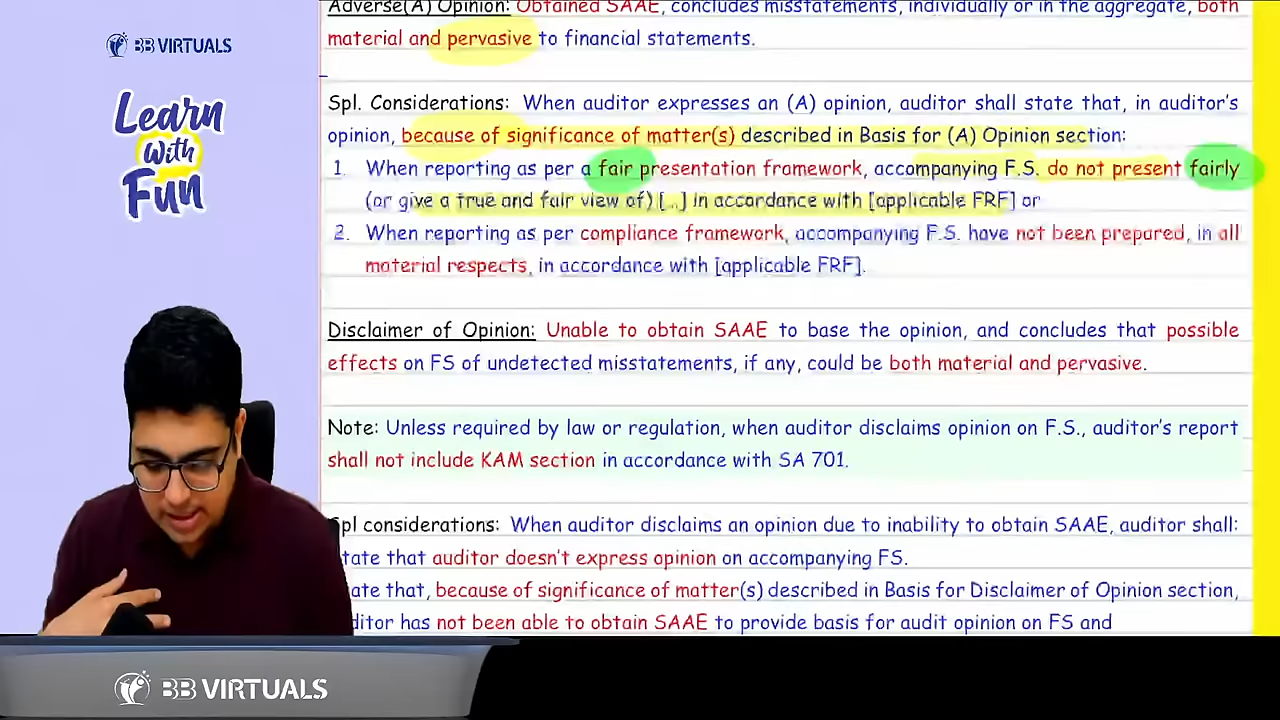 BB VIRTUALS
Learn
With
Fun
Adverse(A) Opinion: Obtained SAAE, concludes misstatements, individually or in the aggregate, both
material and pervasive to financial statements.
Spl. Considerations: When auditor expresses an (A) opinion, auditor shall state that, in auditor's
opinion, because of significance of matter(s) described in Basis for (A) Opinion section:
1. When reporting as per a fair presentation framework, accompanying F.S. do not present fairly
(or give a true and fair view of) [...] in accordance with [applicable FRF] or
2. When reporting as per compliance framework, accompanying F.S. have not been prepared, in all
material respects, in accordance with [applicable FRF].
Disclaimer of Opinion: Unable to obtain SAAE to base the opinion, and concludes that possible
effects on FS of undetected misstatements, if any, could be both material and pervasive.
Note: Unless required by law or regulation, when auditor disclaims opinion on F.S., auditor's report
shall not include KAM section in accordance with SA 701.
Spl considerations: When auditor disclaims an opinion due to inability to obtain SAAE, auditor shall:
tate that auditor doesn't express opinion on accompanying FS.
ate that, because of significance of matter(s) described in Basis for Disclaimer of Opinion section,
ditor has not been able to obtain SAAE to provide basis for audit opinion on FS and
BB VIRTUALS